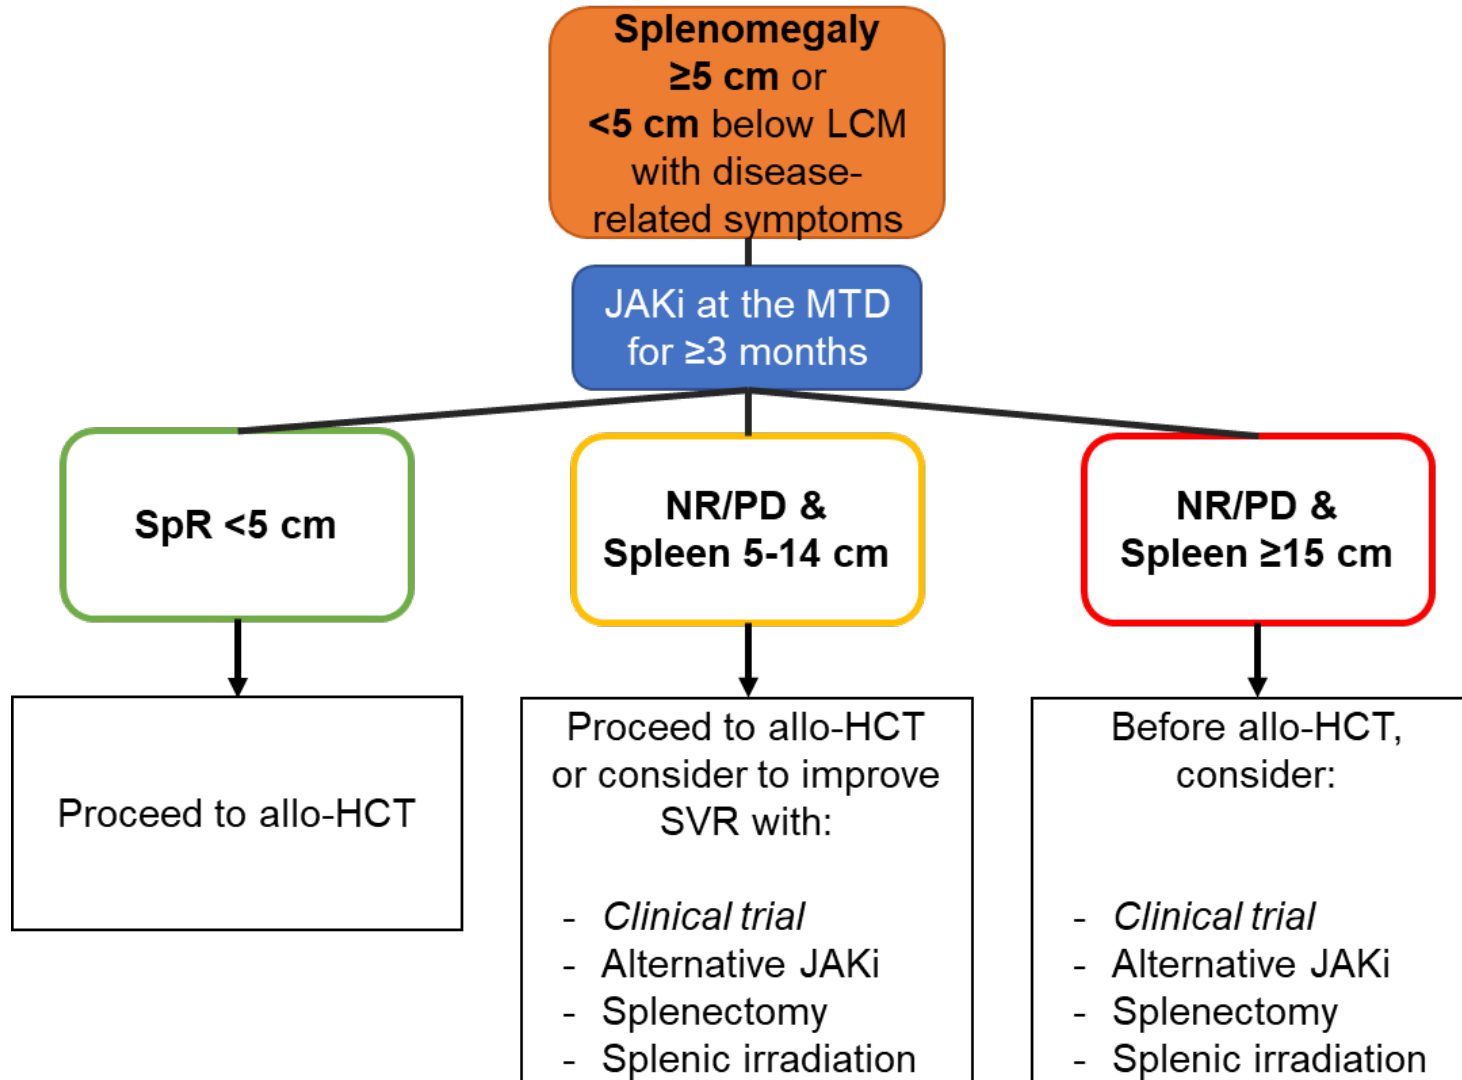 Splenomegaly
≥5 cm or
<5 cm below LCM
with disease-
related symptoms
JAKi at the MTD
for ≥3 months
SpR <5 cm
NR/PD &
Spleen 5-14 cm
NR/PD &
Spleen ≥15 cm
Proceed to allo-HCT
Proceed to allo-HCT
or consider to improve
SVR with:
- Clinical trial
- Alternative JAKi
- Splenectomy
- Splenic irradiation
Before allo-HCT,
consider:
- Clinical trial
- Alternative JAKi
- Splenectomy
- Splenic irradiation